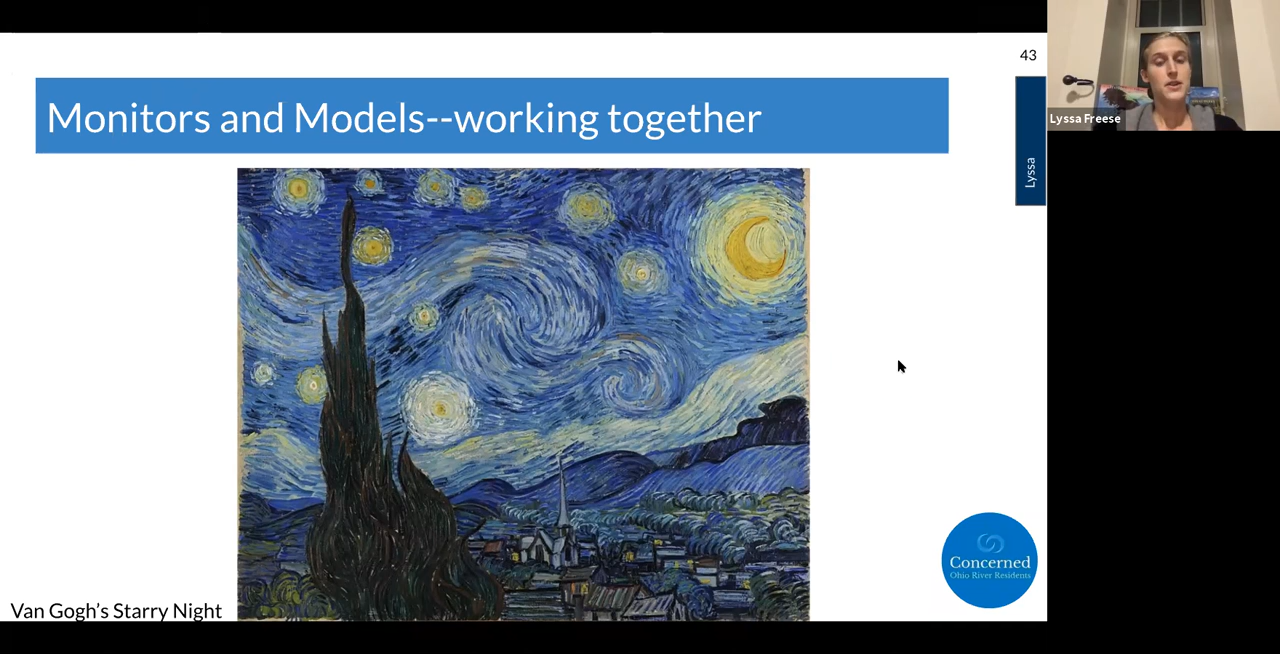 43
Monitors and Models--working together
Lyssa Freese
Lyssa
Concerned
Ohio River Residents
Van Gogh’s Starry Night